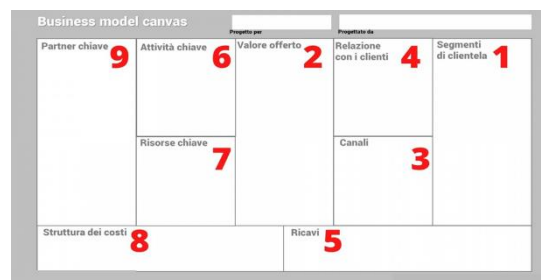 Business model canvas
Progetto per
Progettato da
Partner chiave
9
Attività chiave
6
Valore offerto
2
Relazione
con i clienti
4
Segmenti
di clientela
1
Risorse chiave
7
Canali
3
Struttura dei costi
8
Ricavi
5